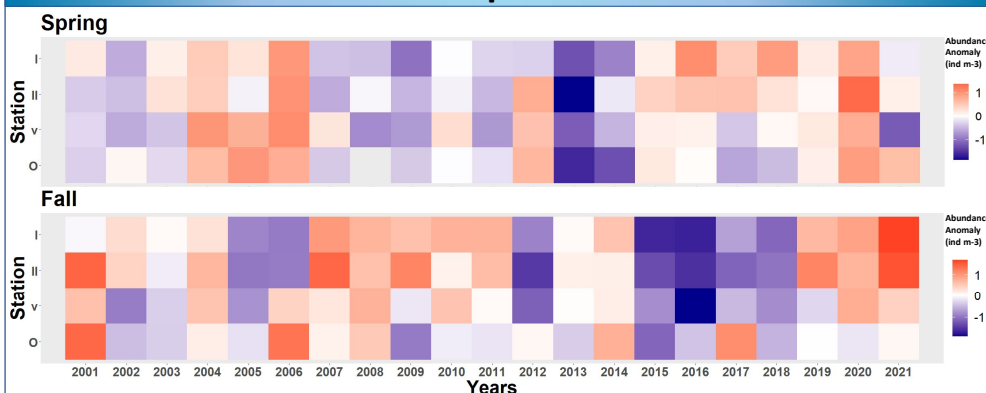 Spring
Station
I
II
V
O
Abundanc
Anomaly
(ind m-3)
1
0
-1
Fall
Station
I
II
V
O
Abundanc
Anomaly
(ind m-3)
1
0
-1
2001 2002 2003 2004 2005 2006 2007 2008 2009 2010 2011 2012 2013 2014 2015 2016 2017 2018 2019 2020 2021
Years